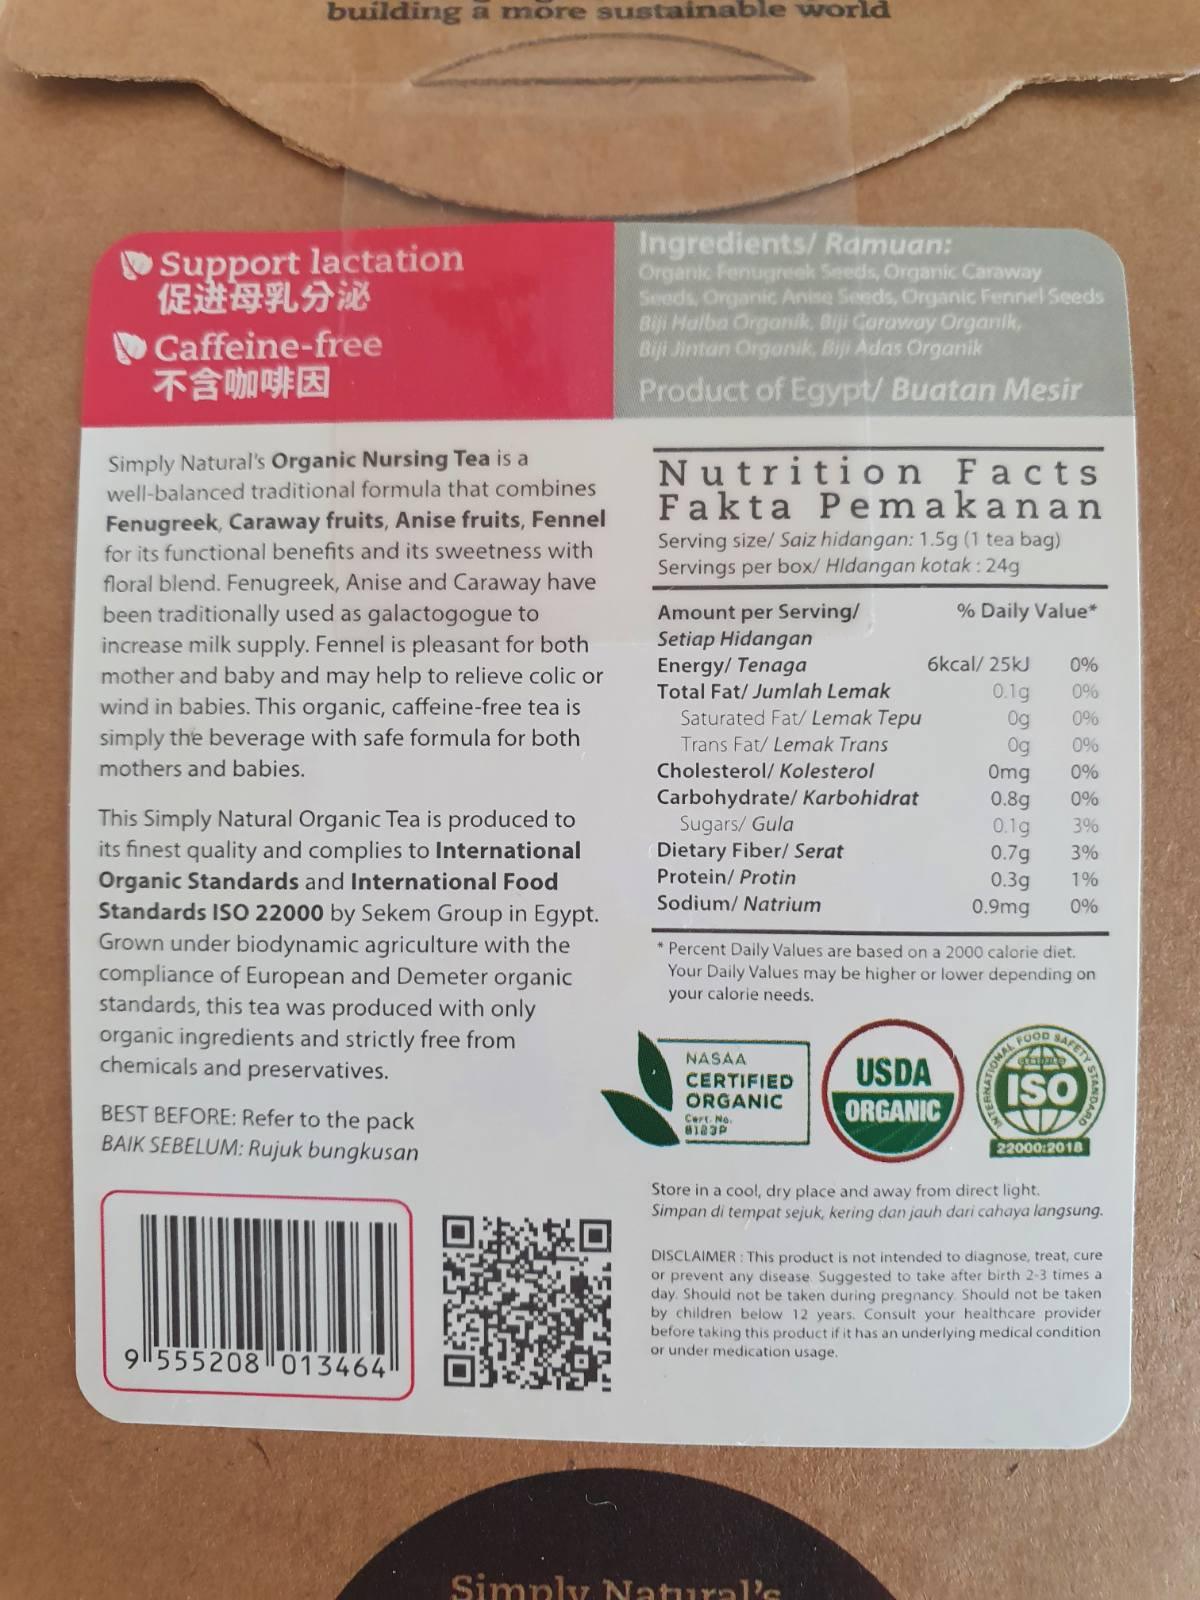 building a more sustainable world
Support lactation
促进母乳分泌
Caffeine-free
不含咖啡因
Ingredients/ Ramuan:
Organic Fenugreek Seeds, Organic Caraway
Seeds, Organic Anise Seeds, Organic Fennel Seeds
Biji Halba Organik, Biji Caraway Organik,
Biji Jintan Organik, Biji Adas Organik
Product of Egypt/ Buatan Mesir
Simply Natural's Organic Nursing Tea is a
well-balanced traditional formula that combines
Fenugreek, Caraway fruits, Anise fruits, Fennel
for its functional benefits and its sweetness with
floral blend. Fenugreek, Anise and Caraway have
been traditionally used as galactogogue to
increase milk supply. Fennel is pleasant for both
mother and baby and may help to relieve colic or
wind in babies. This organic, caffeine-free tea is
simply the beverage with safe formula for both
mothers and babies.
This Simply Natural Organic Tea is produced to
its finest quality and complies to International
Organic Standards and International Food
Standards ISO 22000 by Sekem Group in Egypt.
Grown under biodynamic agriculture with the
compliance of European and Demeter organic
standards, this tea was produced with only
organic ingredients and strictly free from
chemicals and preservatives.
BEST BEFORE: Refer to the pack
BAIK SEBELUM: Rujuk bungkusan
9 555208 013464
Nutrition Facts
Fakta Pemakanan
Serving size/ Saiz hidangan: 1.5g (1 tea bag)
Servings per box/ HIdangan kotak : 24g
Amount per Serving/ % Daily Value*
Setiap Hidangan
Energy/ Tenaga 6kcal/ 25kJ 0%
Total Fat/ Jumlah Lemak 0.1g 0%
Saturated Fat/ Lemak Tepu 0g 0%
Trans Fat/ Lemak Trans 0g 0%
Cholesterol/ Kolesterol 0mg 0%
Carbohydrate/ Karbohidrat 0.8g 0%
Sugars/ Gula 0.1g 3%
Dietary Fiber/ Serat 0.7g 3%
Protein/ Protin 0.3g 1%
Sodium/ Natrium 0.9mg 0%
* Percent Daily Values are based on a 2000 calorie diet.
Your Daily Values may be higher or lower depending on
your calorie needs.
NASAA
CERTIFIED
ORGANIC
Cert. No.
8183P
USDA
ORGANIC
INTERNATIONAL FOOD SAFETY STANDARD
ISO
22000:2018
Store in a cool, dry place and away from direct light.
Simpan di tempat sejuk, kering dan jauh dari cahaya langsung.
DISCLAIMER : This product is not intended to diagnose, treat, cure
or prevent any disease. Suggested to take after birth 2-3 times a
day. Should not be taken during pregnancy. Should not be taken
by children below 12 years. Consult your healthcare provider
before taking this product if it has an underlying medical condition
or under medication usage.
Simply Natural's